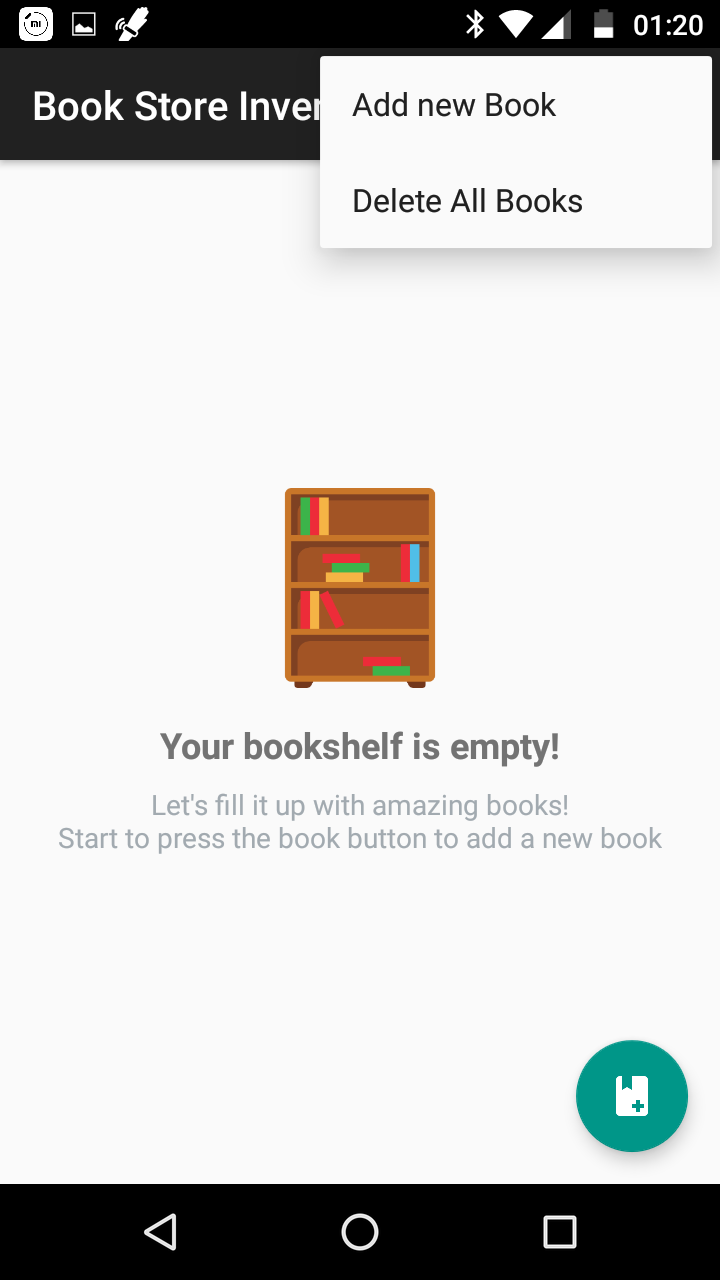 01:20
Book Store Inven
Add new Book
Delete All Books
Your bookshelf is empty!
Let's fill it up with amazing books!
Start to press the book button to add a new book